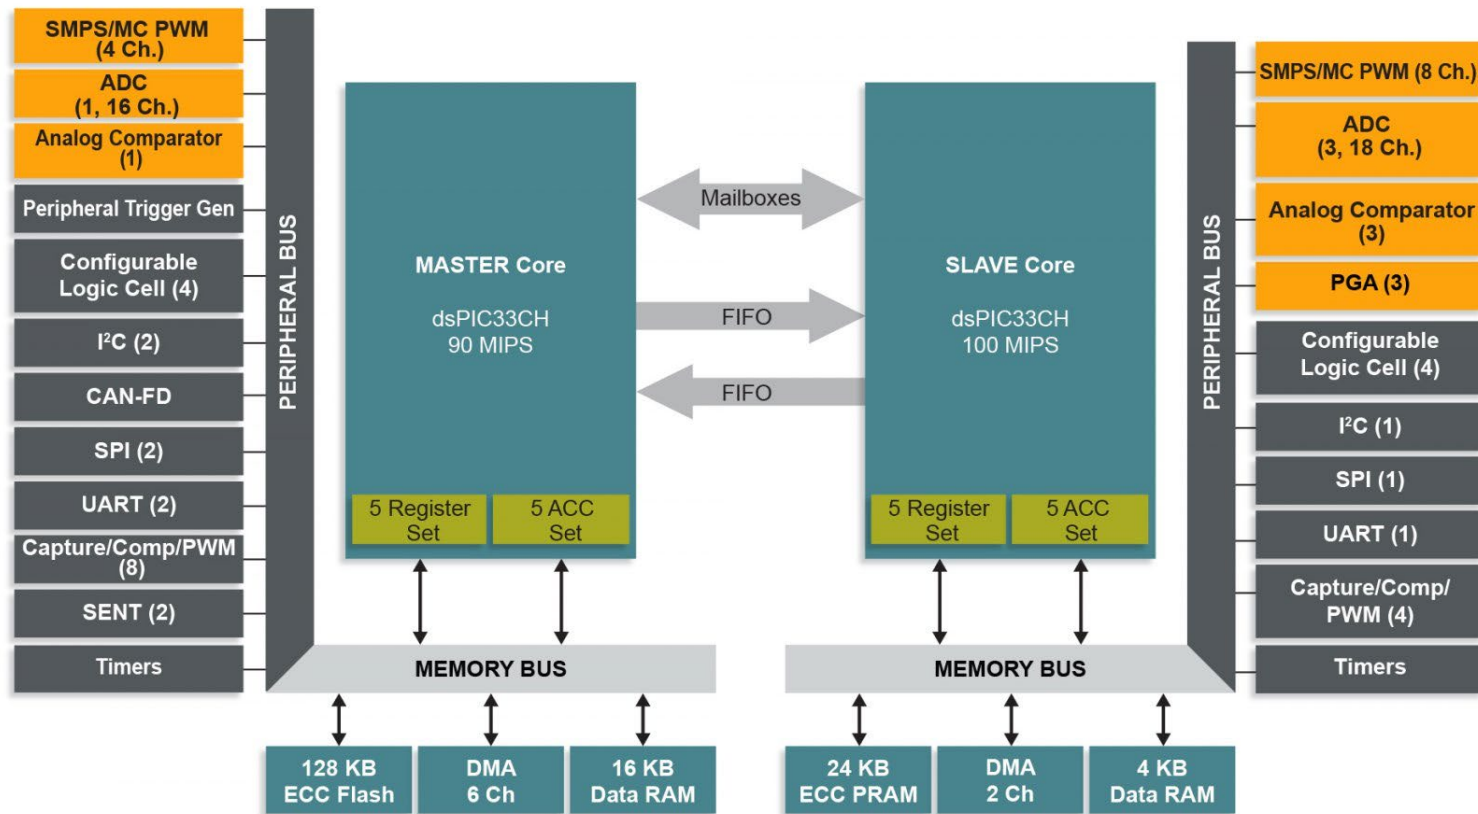 SMPS/MC PWM
(4 Ch.)
ADC
(1, 16 Ch.)
Analog Comparator
(1)
Peripheral Trigger Gen
Configurable
Logic Cell (4)
I²C (2)
CAN-FD
SPI (2)
UART (2)
Capture/Comp/PWM
(8)
SENT (2)
Timers
PERIPHERAL BUS
MASTER Core
dsPIC33CH
90 MIPS
5 Register
Set
5 ACC
Set
Mailboxes
FIFO
FIFO
SLAVE Core
dsPIC33CH
100 MIPS
5 Register
Set
5 ACC
Set
PERIPHERAL BUS
SMPS/MC PWM (8 Ch.)
ADC
(3, 18 Ch.)
Analog Comparator
(3)
PGA (3)
Configurable
Logic Cell (4)
I²C (1)
SPI (1)
UART (1)
Capture/Comp/
PWM (4)
Timers
MEMORY BUS
MEMORY BUS
128 KB
ECC Flash
DMA
6 Ch
16 KB
Data RAM
24 KB
ECC PRAM
DMA
2 Ch
4 KB
Data RAM